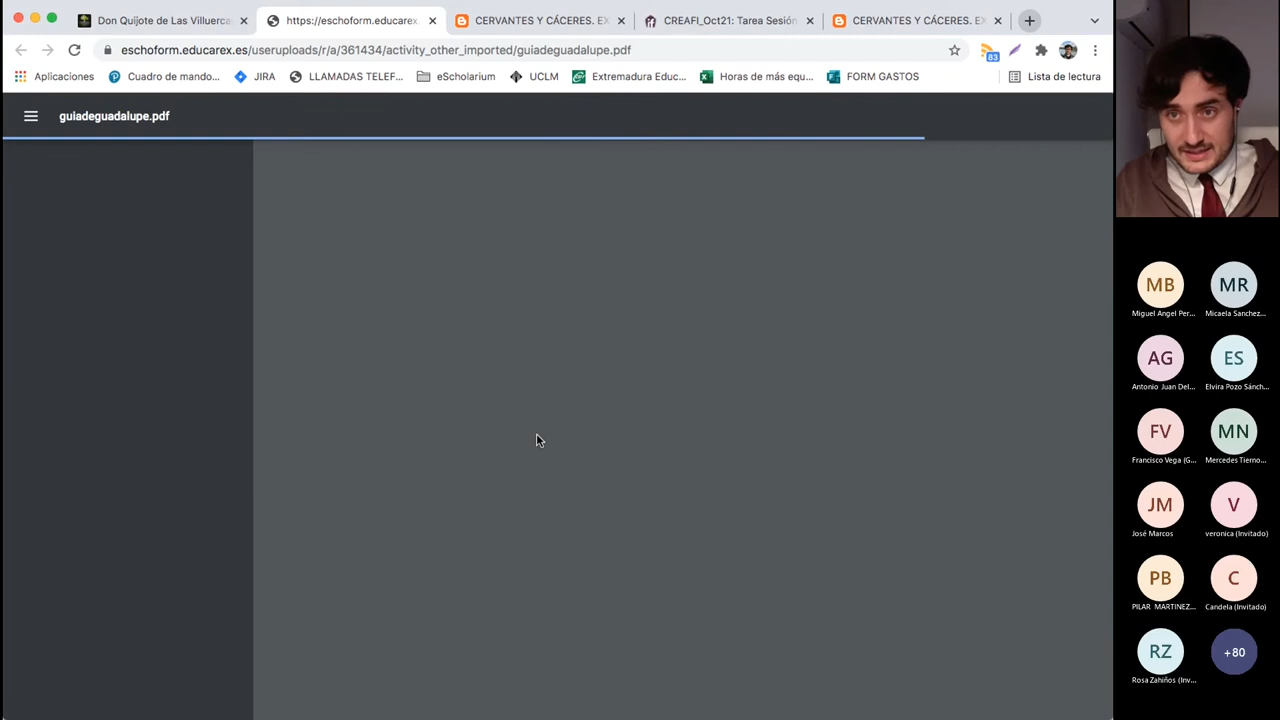 Don Quijote de Las Villuerca
https://eschoform.educarex.
CERVANTES Y CÁCERES. EX
CREAFI_Oct21: Tarea Sesión
CERVANTES Y CÁCERES. EX
eschoform.educarex.es/useruploads/r/a/361434/activity_other_imported/guiadeguadalupe.pdf
83
Aplicaciones
Cuadro de mando...
JIRA
LLAMADAS TELEF...
eScholarium
UCLM
Extremadura Educ...
Horas de más equ...
FORM GASTOS
Lista de lectura
guiadeguadalupe.pdf
MB
MR
Miguel Angel Per...
Micaela Sanchez...
AG
ES
Antonio Juan Del...
Elvira Pozo Sánch...
FV
MN
Francisco Vega (G...
Mercedes Tierno...
JM
V
José Marcos
veronica (Invitado)
PB
C
PILAR MARTINEZ...
Candela (Invitado)
RZ
+80
Rosa Zahiños (Inv...